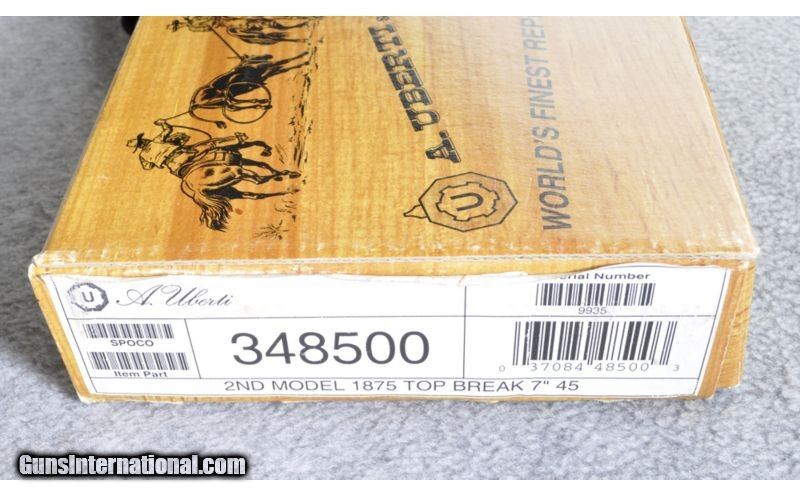 A. UBERTI
WORLD'S FINEST REP
U
U
A. Uberti
SPOCO
Item Part
348500
Serial Number
9935
0 37084 48500 3
2ND MODEL 1875 TOP BREAK 7" 45
GunsInternational.com